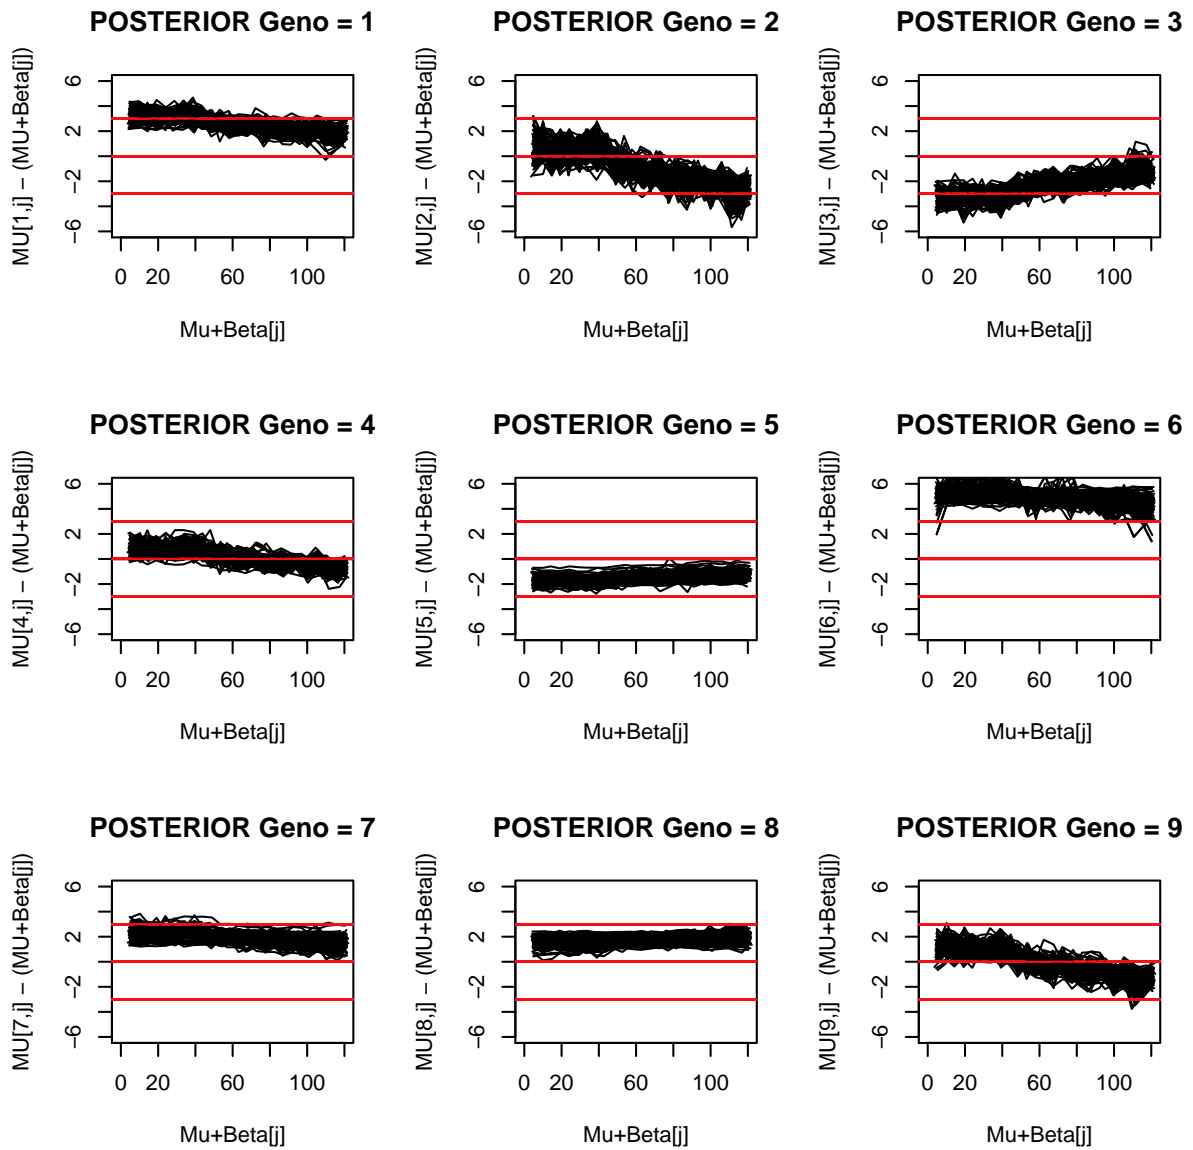 POSTERIOR Geno = 1
MU[1,j] − (MU+Beta[j])
6
2
−2
−6
0 20 60 100
Mu+Beta[j]
POSTERIOR Geno = 2
MU[2,j] − (MU+Beta[j])
6
2
−2
−6
0 20 60 100
Mu+Beta[j]
POSTERIOR Geno = 3
MU[3,j] − (MU+Beta[j])
6
2
−2
−6
0 20 60 100
Mu+Beta[j]
POSTERIOR Geno = 4
MU[4,j] − (MU+Beta[j])
6
2
−2
−6
0 20 60 100
Mu+Beta[j]
POSTERIOR Geno = 5
MU[5,j] − (MU+Beta[j])
6
2
−2
−6
0 20 60 100
Mu+Beta[j]
POSTERIOR Geno = 6
MU[6,j] − (MU+Beta[j])
6
2
−2
−6
0 20 60 100
Mu+Beta[j]
POSTERIOR Geno = 7
MU[7,j] − (MU+Beta[j])
6
2
−2
−6
0 20 60 100
Mu+Beta[j]
POSTERIOR Geno = 8
MU[8,j] − (MU+Beta[j])
6
2
−2
−6
0 20 60 100
Mu+Beta[j]
POSTERIOR Geno = 9
MU[9,j] − (MU+Beta[j])
6
2
−2
−6
0 20 60 100
Mu+Beta[j]